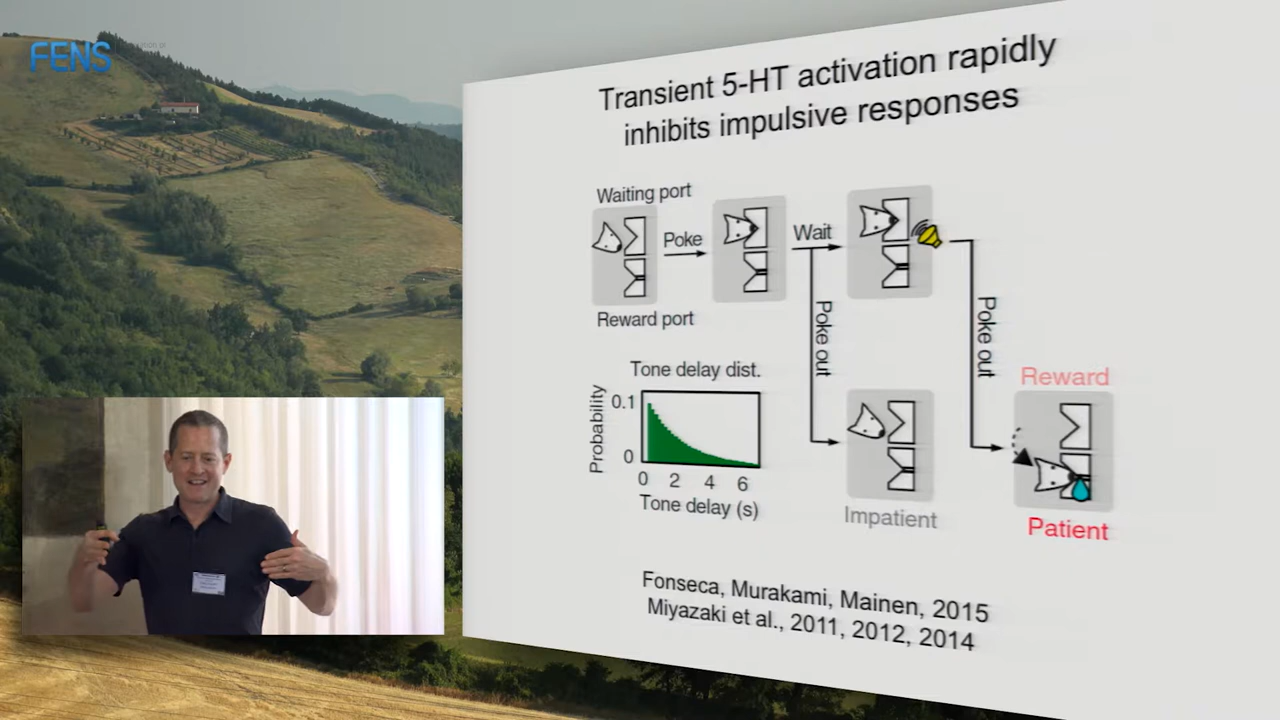 FENS
Transient 5-HT activation rapidly
inhibits impulsive responses
Waiting port
Poke
Wait
Reward port
Poke out
Poke out
Tone delay dist.
Probability
0.1
0
0 2 4 6
Tone delay (s)
Impatient
Reward
Patient
Fonseca, Murakami, Mainen, 2015
Miyazaki et al., 2011, 2012, 2014